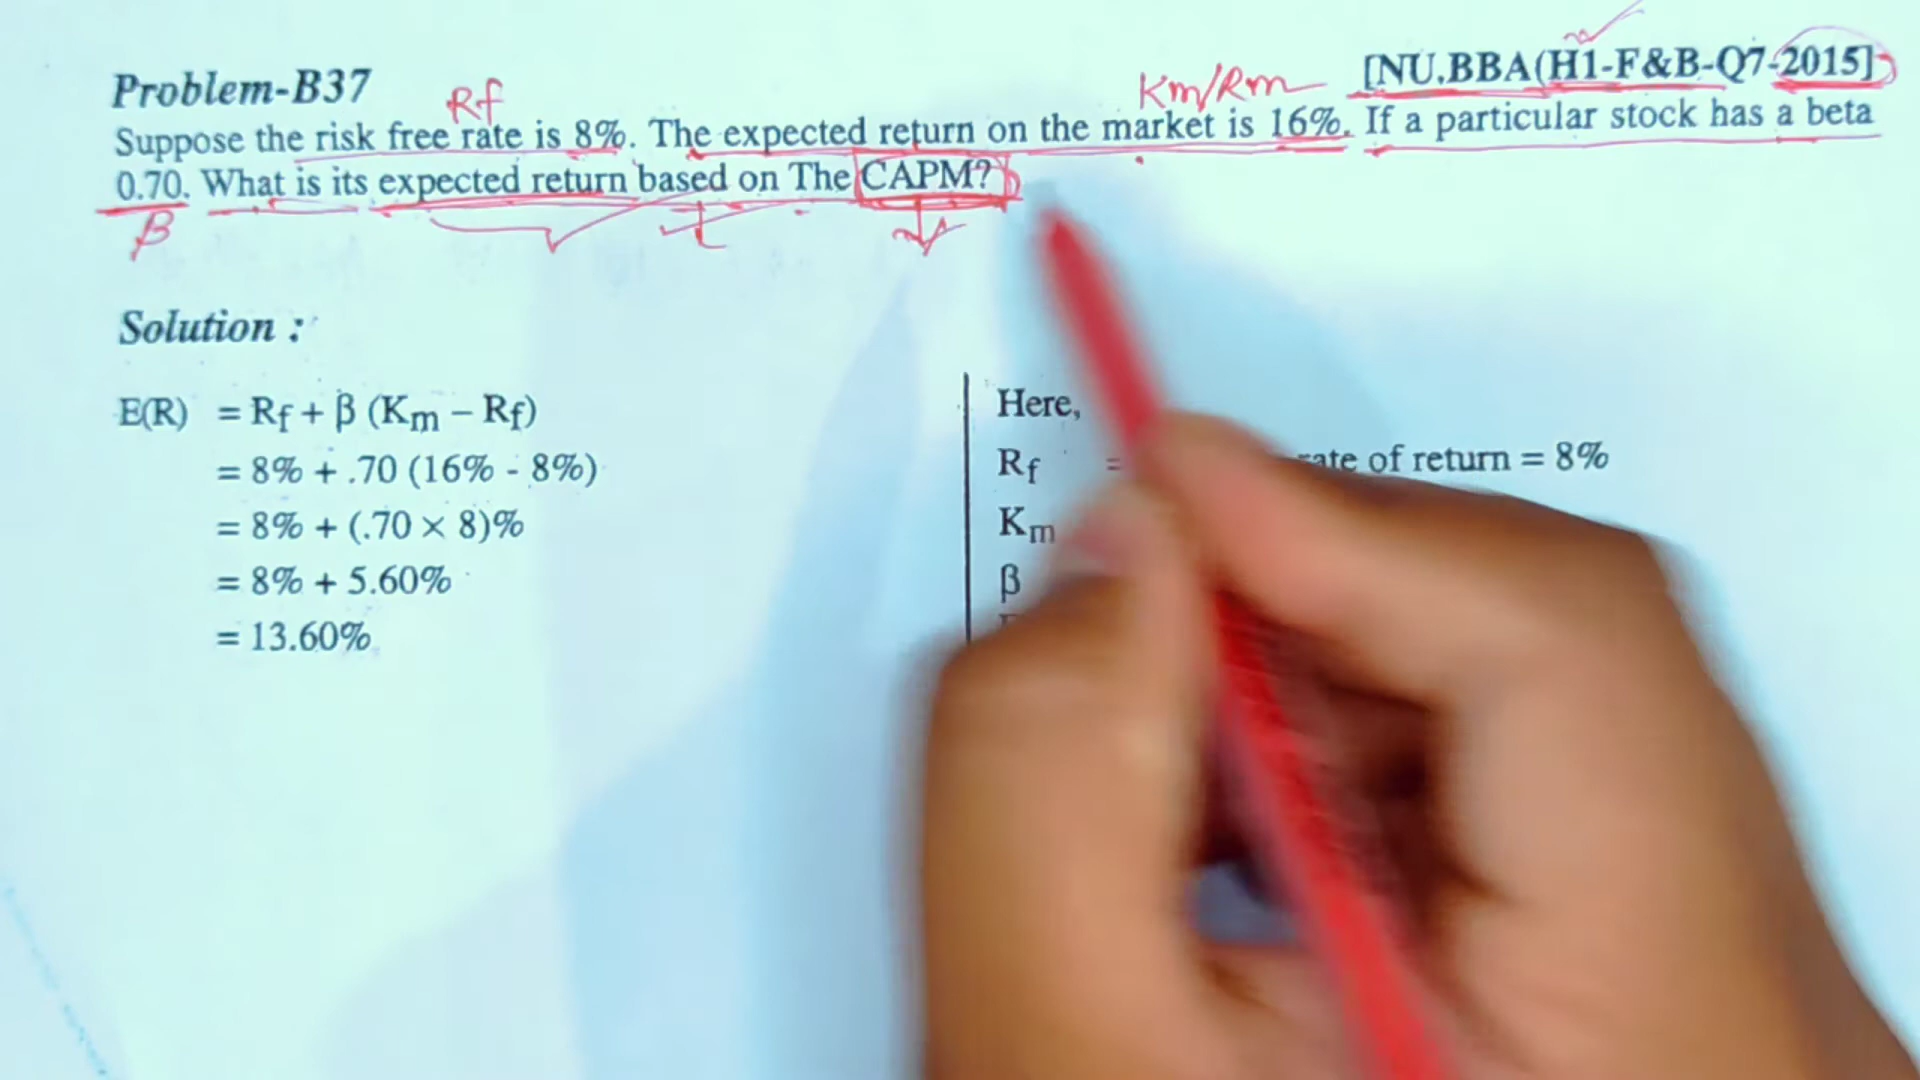 [NU.BBA(H1-F&B-Q7-2015]
Problem-B37
Rf
Km/Rm
Suppose the risk free rate is 8%. The expected return on the market is 16%. If a particular stock has a beta
0.70. What is its expected return based on The CAPM?
β
Solution :
E(R) = Rf + β (Km – Rf)
= 8% + .70 (16% - 8%)
= 8% + (.70 × 8)%
= 8% + 5.60%
= 13.60%
Here,
Rf = rate of return = 8%
Km
β